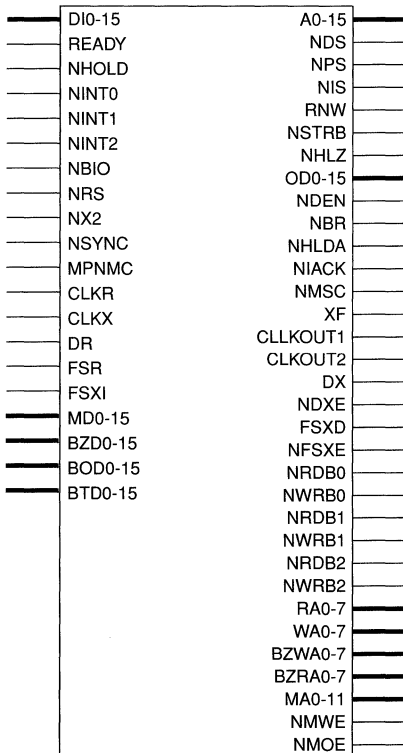 DI0-15
READY
NHOLD
NINT0
NINT1
NINT2
NBIO
NRS
NX2
NSYNC
MPNMC
CLKR
CLKX
DR
FSR
FSXI
MD0-15
BZD0-15
BOD0-15
BTD0-15
A0-15
NDS
NPS
NIS
RNW
NSTRB
NHLZ
OD0-15
NDEN
NBR
NHLDA
NIACK
NMSC
XF
CLLKOUT1
CLKOUT2
DX
NDXE
FSXD
NFSXE
NRDB0
NWRB0
NRDB1
NWRB1
NRDB2
NWRB2
RA0-7
WA0-7
BZWA0-7
BZRA0-7
MA0-11
NMWE
NMOE